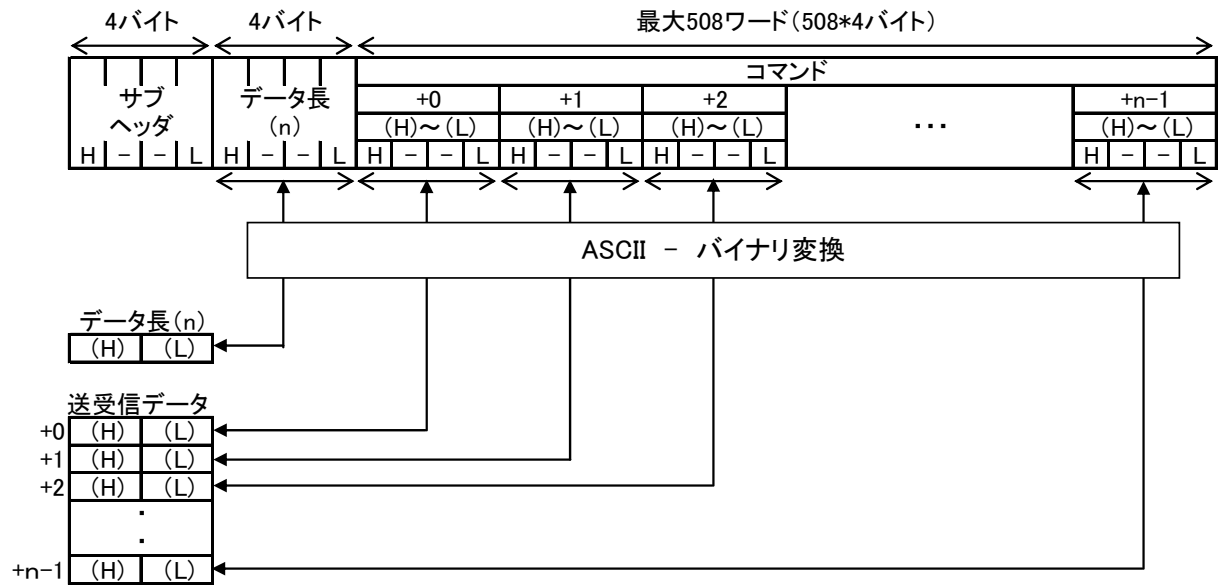 4バイト 4バイト 最大508ワード(508*4バイト)
コマンド
サブ
ヘッダ
データ長
(n)
+0 +1 +2 ・・・ +n-1
(H)~(L) (H)~(L) (H)~(L) (H)~(L)
H - - L H - - L H - - L H - - L H - - L H - - L
ASCII - バイナリ変換
データ長(n)
(H) (L)
送受信データ
+0 (H) (L)
+1 (H) (L)
+2 (H) (L)
・
・
+n-1 (H) (L)